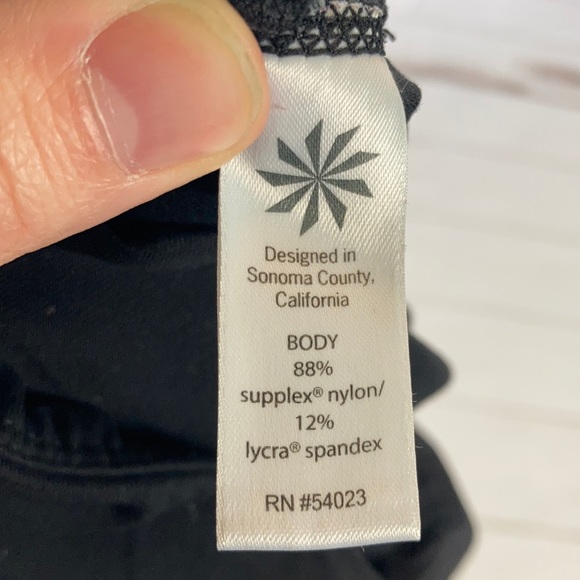 Designed in
Sonoma County,
California
BODY
88%
supplex® nylon/
12%
lycra® spandex
RN #54023